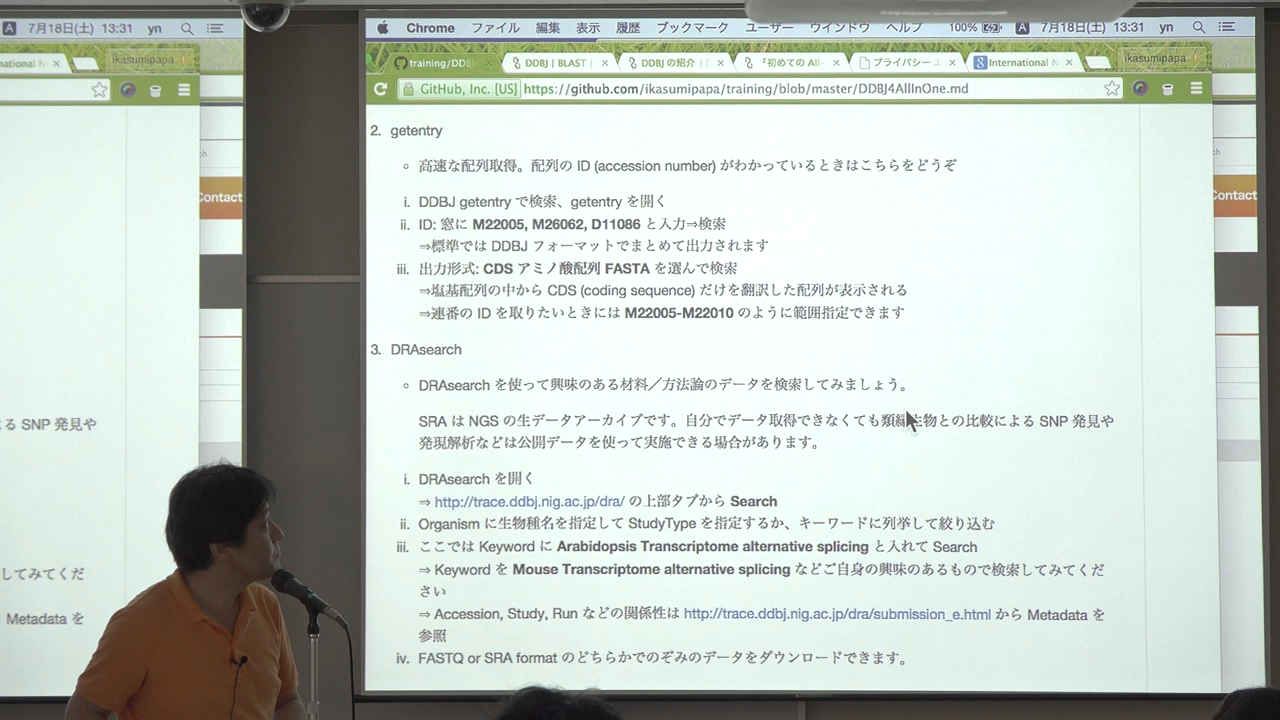 7月18日(土) 13:31 yn
ikasumipapa
Contact
る SNP 発見や
してみてくだ
Metadata を
Chrome ファイル 編集 表示 履歴 ブックマーク ユーザー ウインドウ ヘルプ 100% 7月18日(土) 13:31 yn
training/DDBJ DDBJ | BLAST | DDBJ の紹介 | 「初めての All- プライバシー International N ikasumipapa
GitHub, Inc. [US] https://github.com/ikasumipapa/training/blob/master/DDBJ4AllInOne.md
2. getentry
高速な配列取得。配列の ID (accession number) がわかっているときはこちらをどうぞ
i. DDBJ getentry で検索、getentry を開く
ii. ID: 窓に M22005, M26062, D11086 と入力⇒検索
⇒標準では DDBJ フォーマットでまとめて出力されます
iii. 出力形式: CDS アミノ酸配列 FASTA を選んで検索
⇒塩基配列の中から CDS (coding sequence) だけを翻訳した配列が表示される
⇒連番の ID を取りたいときには M22005-M22010 のように範囲指定できます
3. DRAsearch
DRAsearch を使って興味のある材料／方法論のデータを検索してみましょう。
SRA は NGS の生データアーカイブです。自分でデータ取得できなくても類縁生物との比較による SNP 発見や
発現解析などは公開データを使って実施できる場合があります。
i. DRAsearch を開く
⇒ http://trace.ddbj.nig.ac.jp/dra/ の上部タブから Search
ii. Organism に生物種名を指定して StudyType を指定するか、キーワードに列挙して絞り込む
iii. ここでは Keyword に Arabidopsis Transcriptome alternative splicing と入れて Search
⇒ Keyword を Mouse Transcriptome alternative splicing などご自身の興味のあるもので検索してみてくだ
さい
⇒ Accession, Study, Run などの関係性は http://trace.ddbj.nig.ac.jp/dra/submission_e.html から Metadata を
参照
iv. FASTQ or SRA format のどちらかでのぞみのデータをダウンロードできます。
Contact